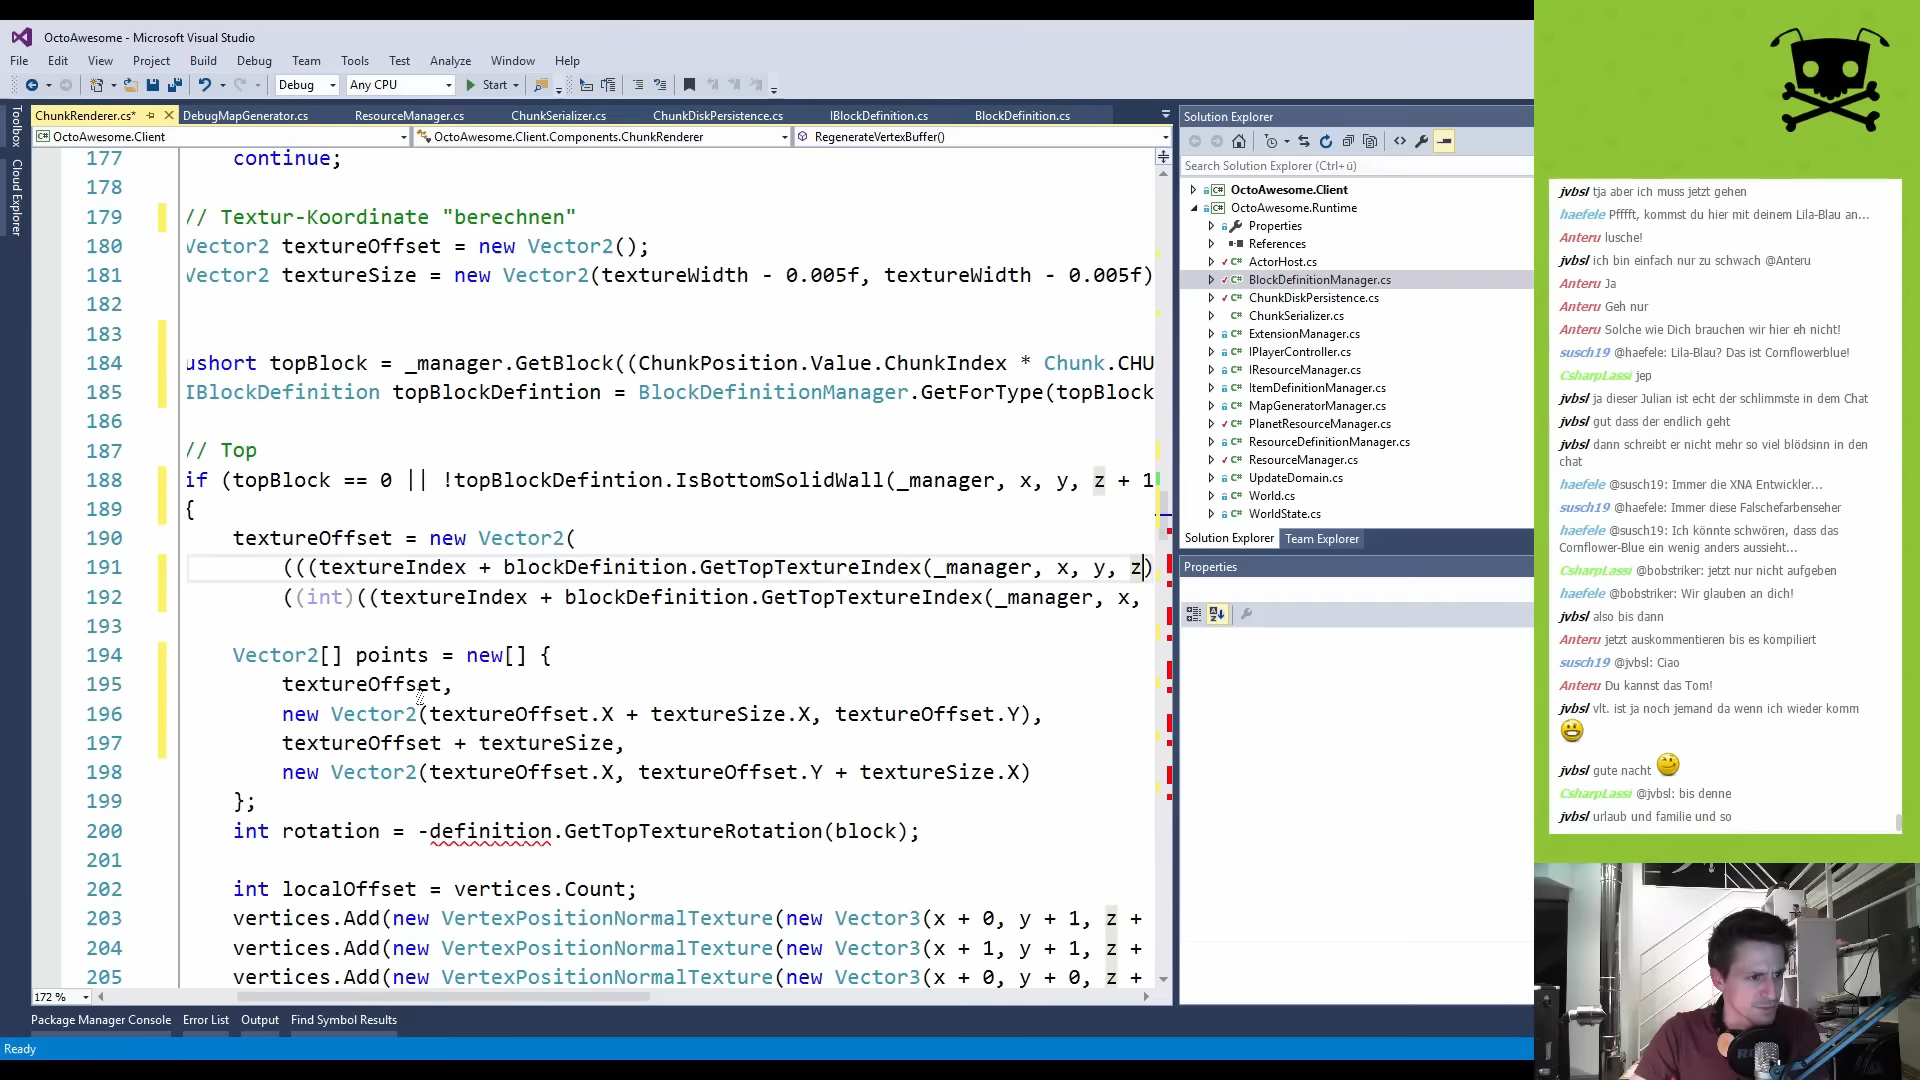 OctoAwesome - Microsoft Visual Studio
File Edit View Project Build Debug Team Tools Test Analyze Window Help
Debug Any CPU Start
Toolbox
Cloud Explorer
ChunkRenderer.cs* DebugMapGenerator.cs ResourceManager.cs ChunkSerializer.cs ChunkDiskPersistence.cs IBlockDefinition.cs BlockDefinition.cs
OctoAwesome.Client OctoAwesome.Client.Components.ChunkRenderer RegenerateVertexBuffer()
177 continue;
178
179 // Textur-Koordinate "berechnen"
180 Vector2 textureOffset = new Vector2();
181 Vector2 textureSize = new Vector2(textureWidth - 0.005f, textureWidth - 0.005f)
182
183
184 ushort topBlock = _manager.GetBlock((ChunkPosition.Value.ChunkIndex * Chunk.CHU
185 IBlockDefinition topBlockDefintion = BlockDefinitionManager.GetForType(topBlock
186
187 // Top
188 if (topBlock == 0 || !topBlockDefintion.IsBottomSolidWall(_manager, x, y, z + 1
189 {
190 textureOffset = new Vector2(
191 (((textureIndex + blockDefinition.GetTopTextureIndex(_manager, x, y, z)
192 ((int)((textureIndex + blockDefinition.GetTopTextureIndex(_manager, x,
193
194 Vector2[] points = new[] {
195 textureOffset,
196 new Vector2(textureOffset.X + textureSize.X, textureOffset.Y),
197 textureOffset + textureSize,
198 new Vector2(textureOffset.X, textureOffset.Y + textureSize.X)
199 };
200 int rotation = -definition.GetTopTextureRotation(block);
201
202 int localOffset = vertices.Count;
203 vertices.Add(new VertexPositionNormalTexture(new Vector3(x + 0, y + 1, z +
204 vertices.Add(new VertexPositionNormalTexture(new Vector3(x + 1, y + 1, z +
205 vertices.Add(new VertexPositionNormalTexture(new Vector3(x + 0, y + 0, z +
172 %
Package Manager Console Error List Output Find Symbol Results
Ready
Solution Explorer
Search Solution Explorer (Ctrl+ü)
OctoAwesome.Client
OctoAwesome.Runtime
Properties
References
ActorHost.cs
BlockDefinitionManager.cs
ChunkDiskPersistence.cs
ChunkSerializer.cs
ExtensionManager.cs
IPlayerController.cs
IResourceManager.cs
ItemDefinitionManager.cs
MapGeneratorManager.cs
PlanetResourceManager.cs
ResourceDefinitionManager.cs
ResourceManager.cs
UpdateDomain.cs
World.cs
WorldState.cs
Solution Explorer Team Explorer
Properties
jvbsl tja aber ich muss jetzt gehen
haefele Pfffft, kommst du hier mit deinem Lila-Blau an...
Anteru lusche!
jvbsl ich bin einfach nur zu schwach @Anteru
Anteru Ja
Anteru Geh nur
Anteru Solche wie Dich brauchen wir hier eh nicht!
susch19 @haefele: Lila-Blau? Das ist Cornflowerblue!
CsharpLassi jep
jvbsl ja dieser Julian ist echt der schlimmste in dem Chat
jvbsl gut dass der endlich geht
jvbsl dann schreibt er nicht mehr so viel blödsinn in den
chat
haefele @susch19: Immer die XNA Entwickler...
susch19 @haefele: Immer diese Falschefarbenseher
haefele @susch19: Ich könnte schwören, dass das
Cornflower-Blue ein wenig anders aussieht...
CsharpLassi @bobstriker: jetzt nur nicht aufgeben
haefele @bobstriker: Wir glauben an dich!
jvbsl also bis dann
Anteru jetzt auskommentieren bis es kompiliert
susch19 @jvbsl: Ciao
Anteru Du kannst das Tom!
jvbsl vlt. ist ja noch jemand da wenn ich wieder komm
jvbsl gute nacht
CsharpLassi @jvbsl: bis denne
jvbsl urlaub und familie und so